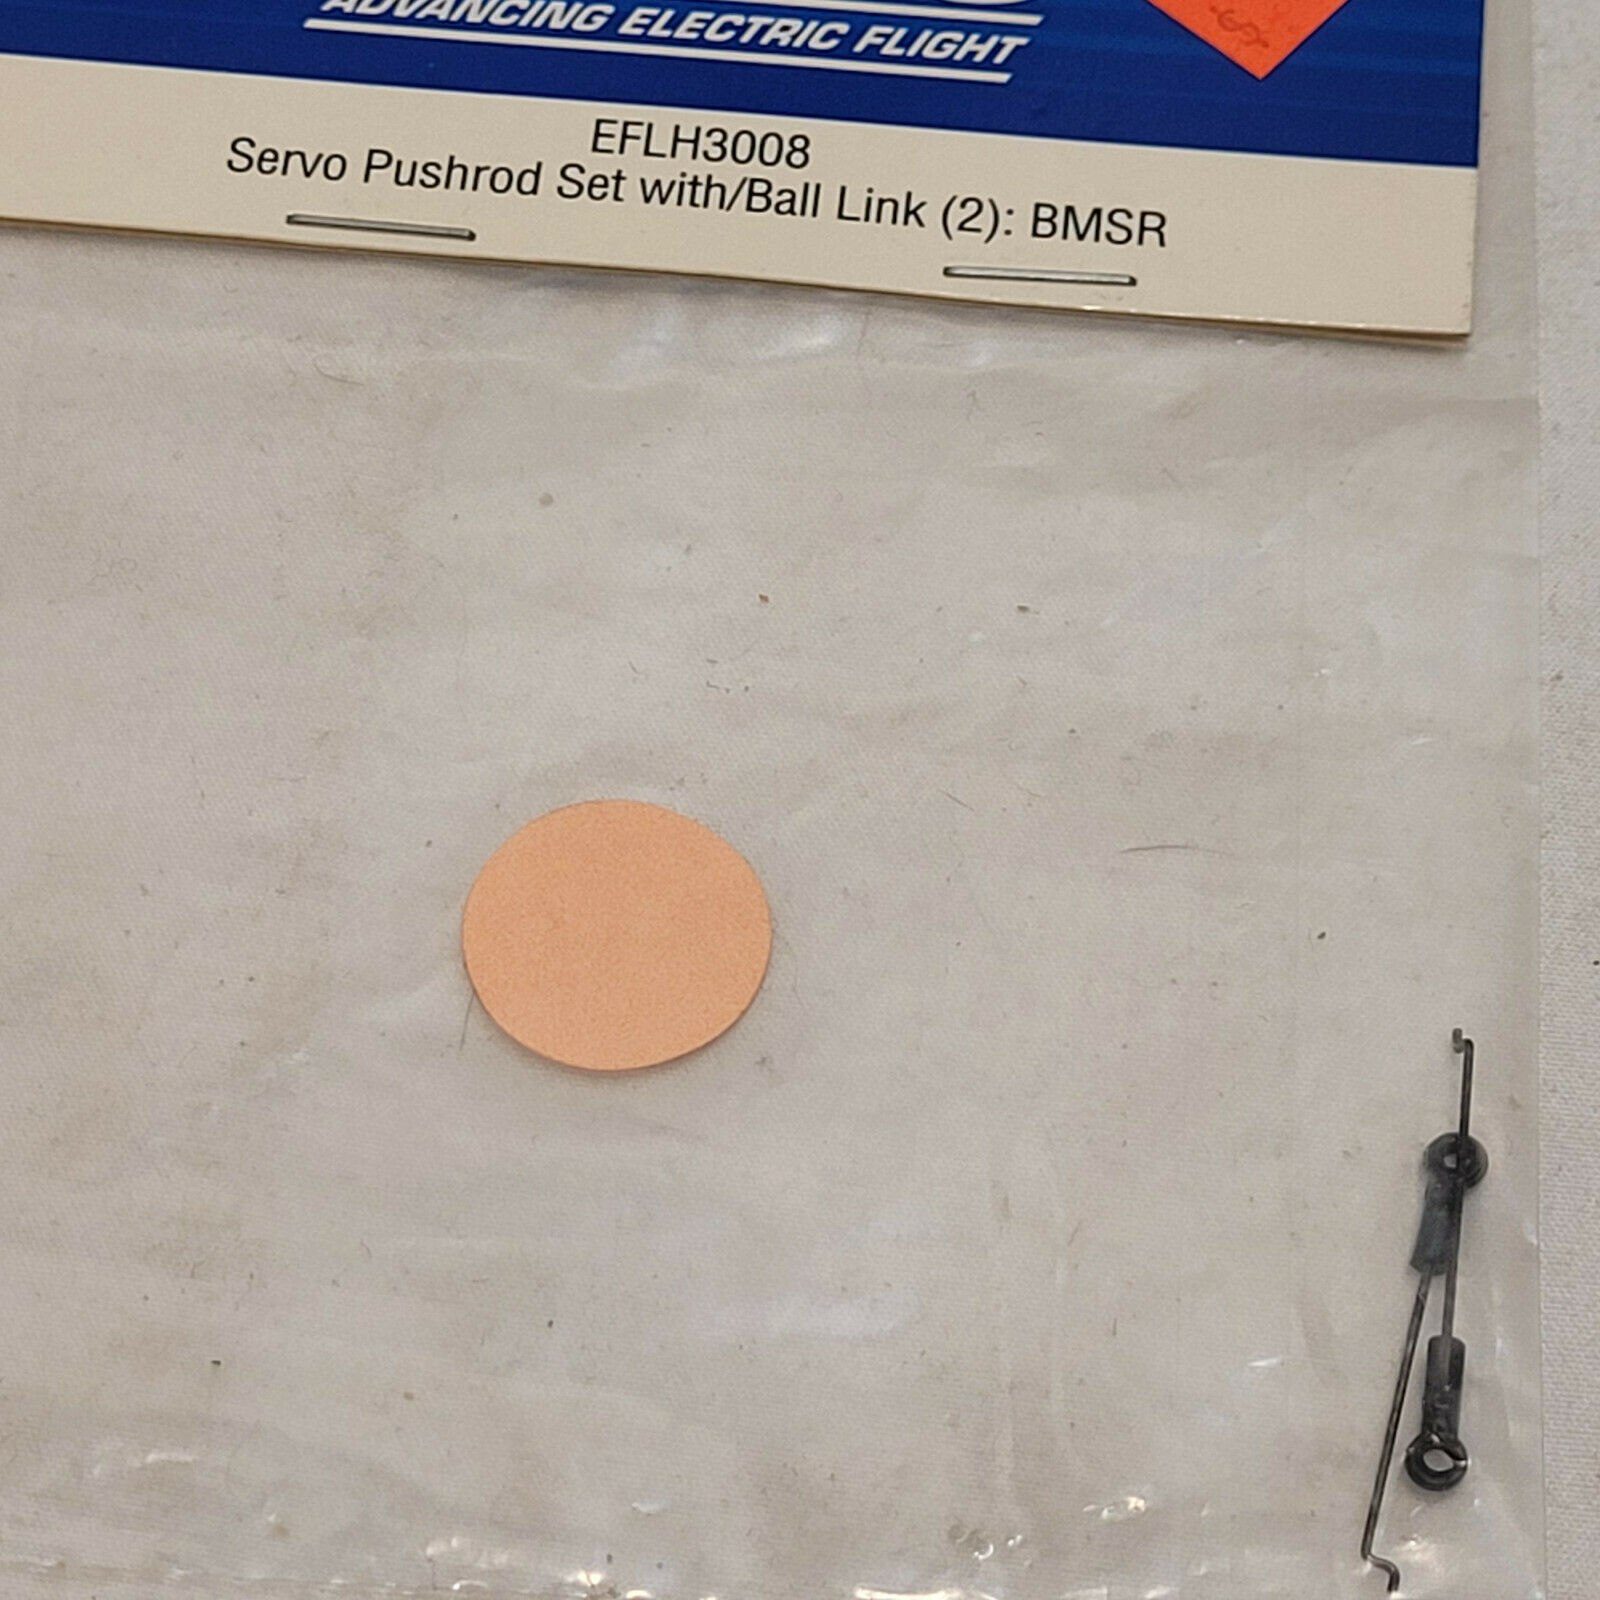 ADVANCING ELECTRIC FLIGHT
EFLH3008
Servo Pushrod Set with/Ball Link (2): BMSR